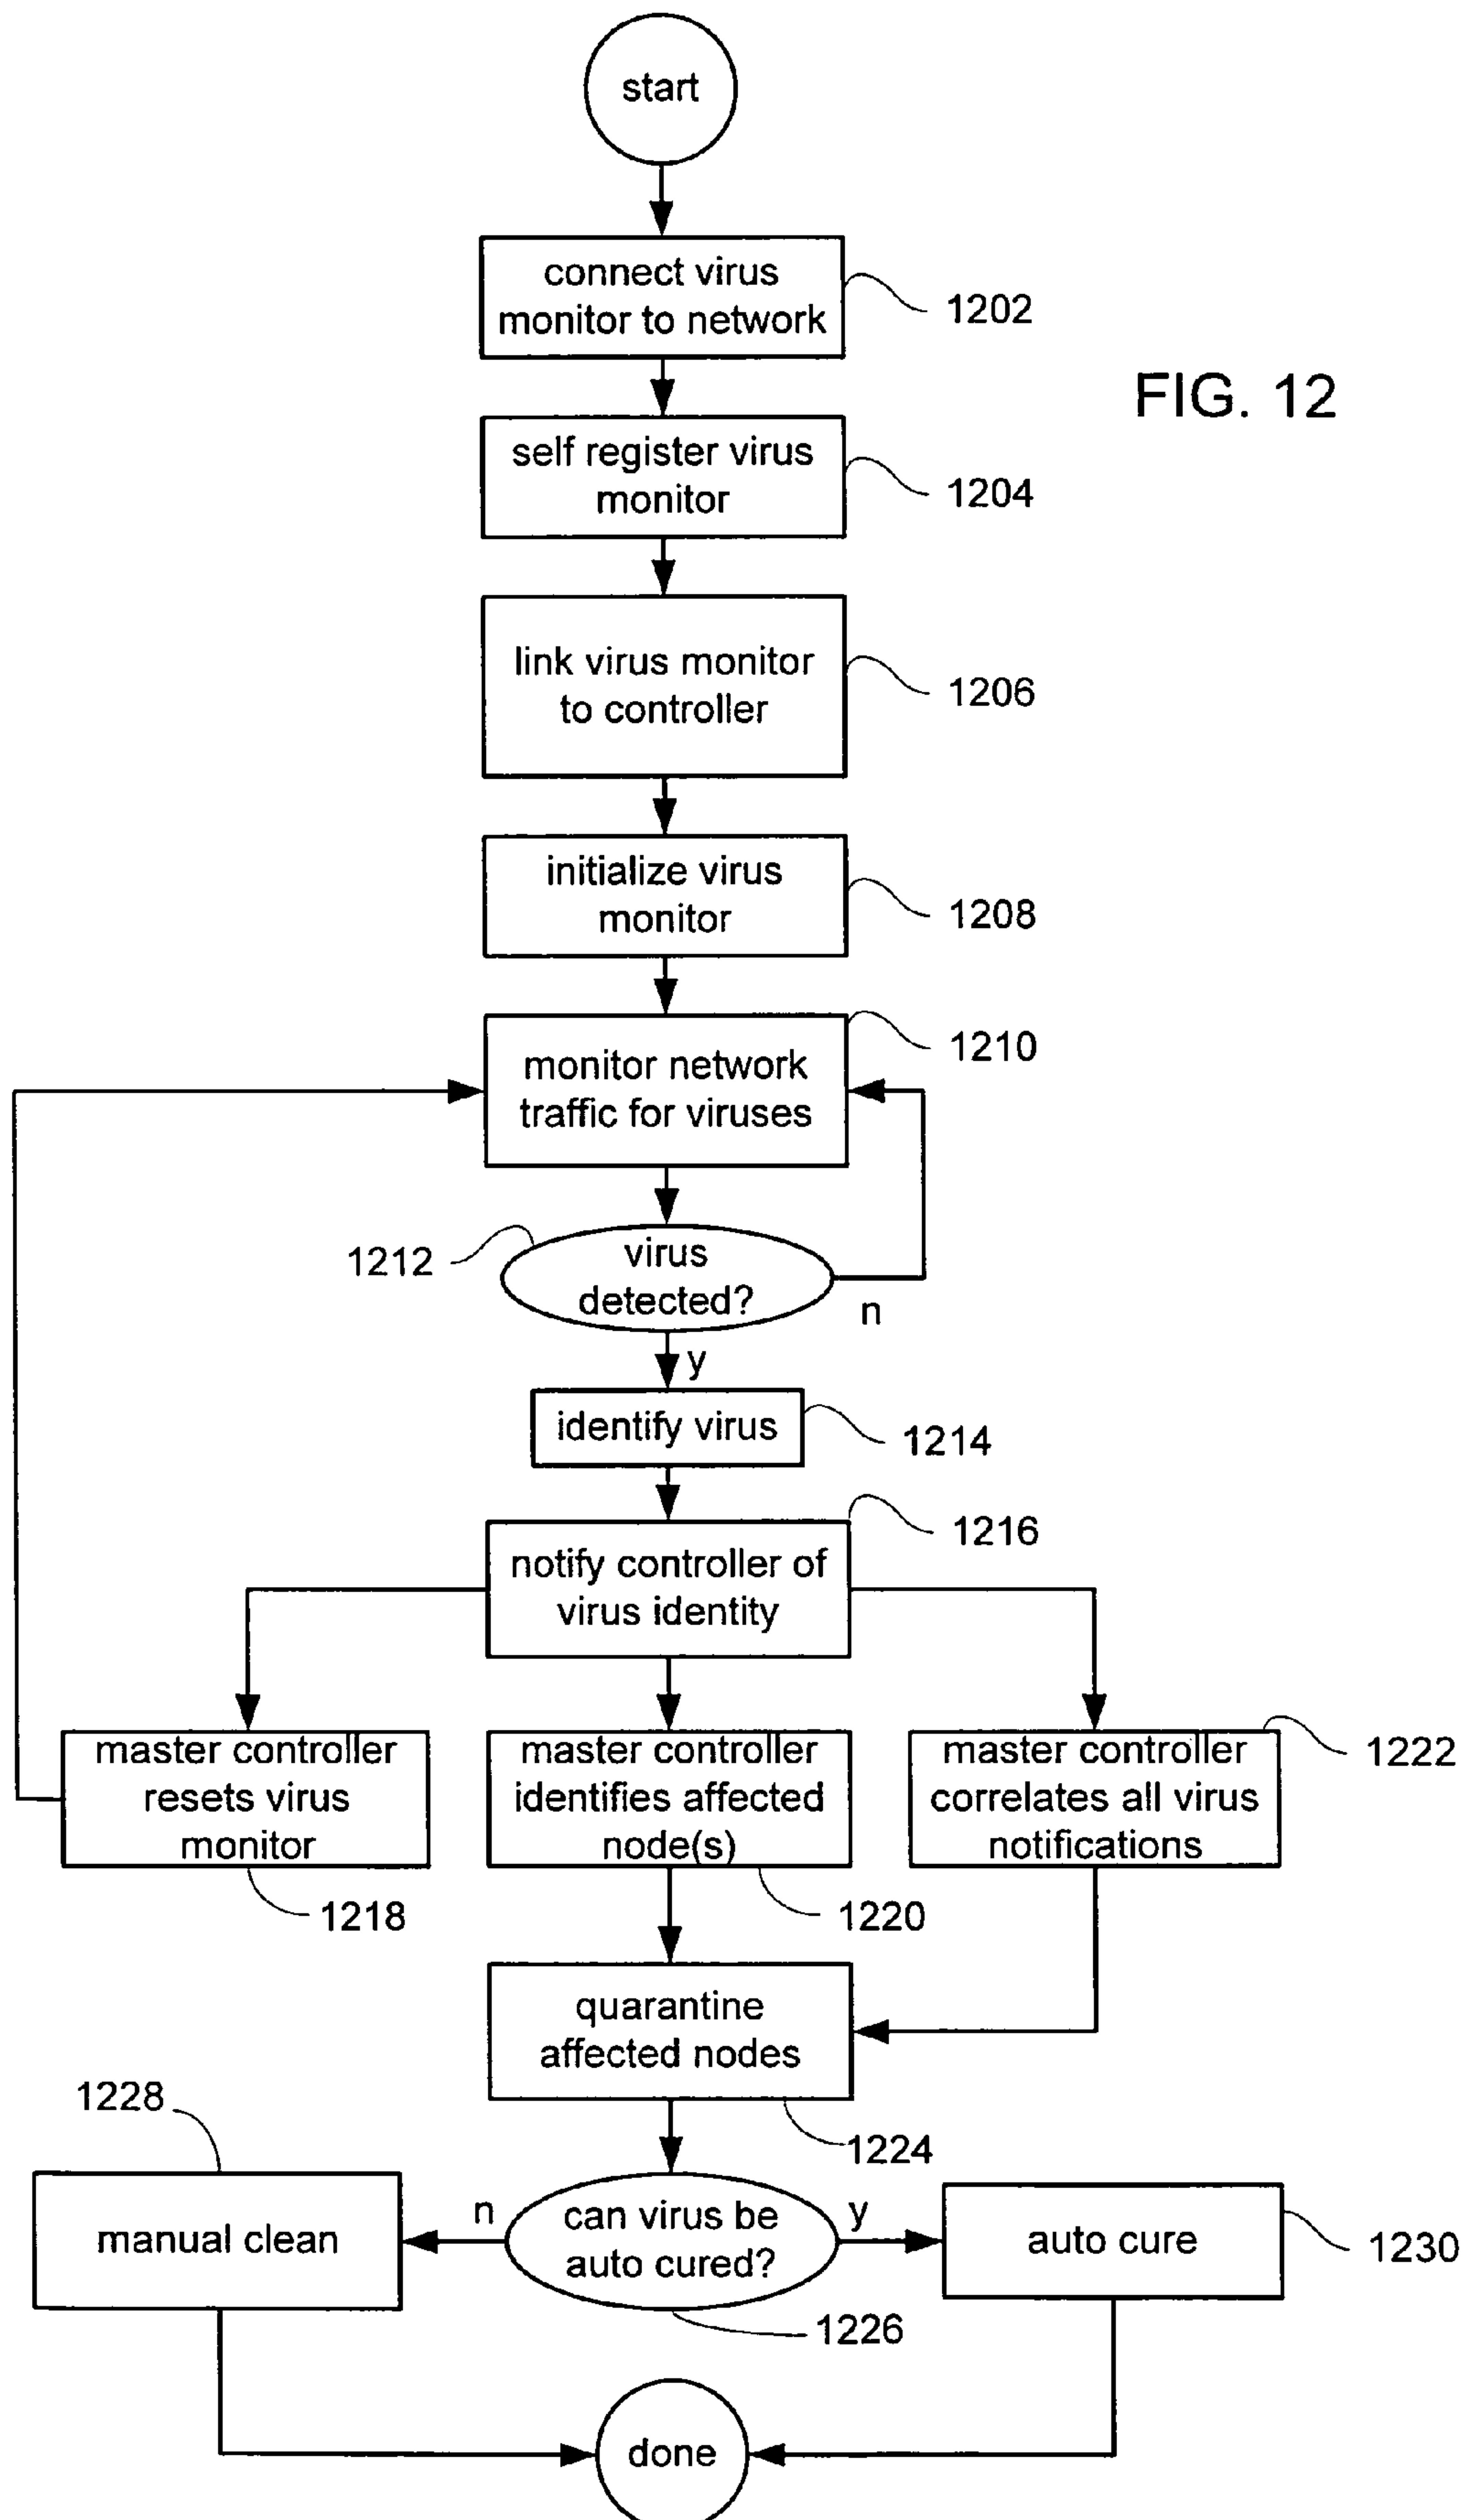 start
connect virus
monitor to network
1202
FIG. 12
self register virus
monitor
1204
link virus monitor
to controller
1206
initialize virus
monitor
1208
monitor network
traffic for viruses
1210
virus
detected?
1212
n
y
identify virus
1214
notify controller of
virus identity
1216
master controller
resets virus
monitor
1218
master controller
identifies affected
node(s)
1220
master controller
correlates all virus
notifications
1222
quarantine
affected nodes
1224
can virus be
auto cured?
1226
n
y
manual clean
1228
auto cure
1230
done